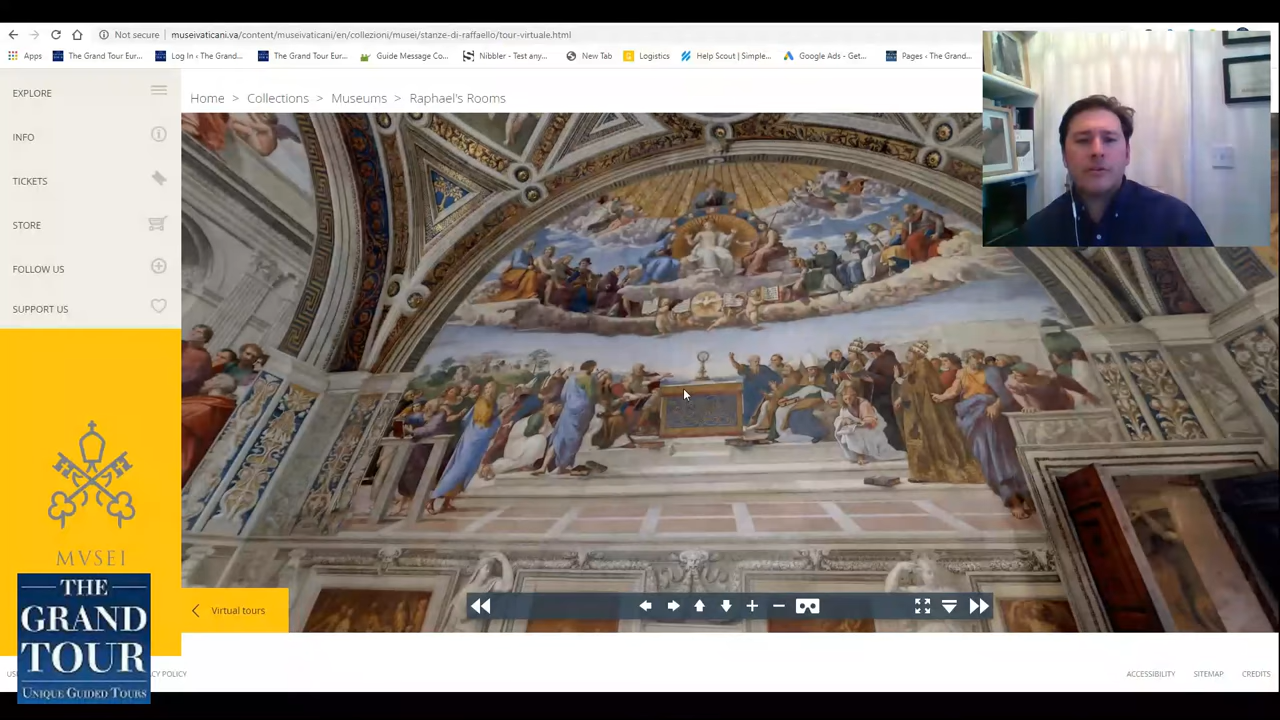 Not secure
museivaticani.va/content/museivaticani/en/collezioni/musei/stanze-di-raffaello/tour-virtuale.html
Apps The Grand Tour Eur... Log In ‹ The Grand... The Grand Tour Eur... Guide Message Co... Nibbler - Test any... New Tab Logistics Help Scout | Simple... Google Ads - Get... Pages ‹ The Grand...
Home > Collections > Museums > Raphael's Rooms
EXPLORE
INFO
TICKETS
STORE
FOLLOW US
SUPPORT US
MVSEI
Virtual tours
THE
GRAND
TOUR
UNIQUE GUIDED TOURS
CY POLICY
ACCESSIBILITY SITEMAP CREDITS